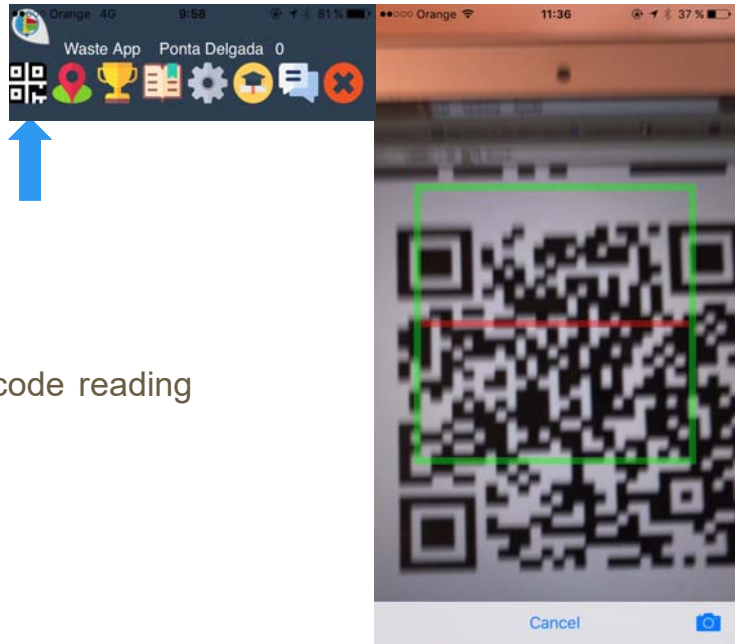 Orange 4G 9:58 81 %
Waste App Ponta Delgada 0
code reading
Orange 11:36 37 %
Cancel